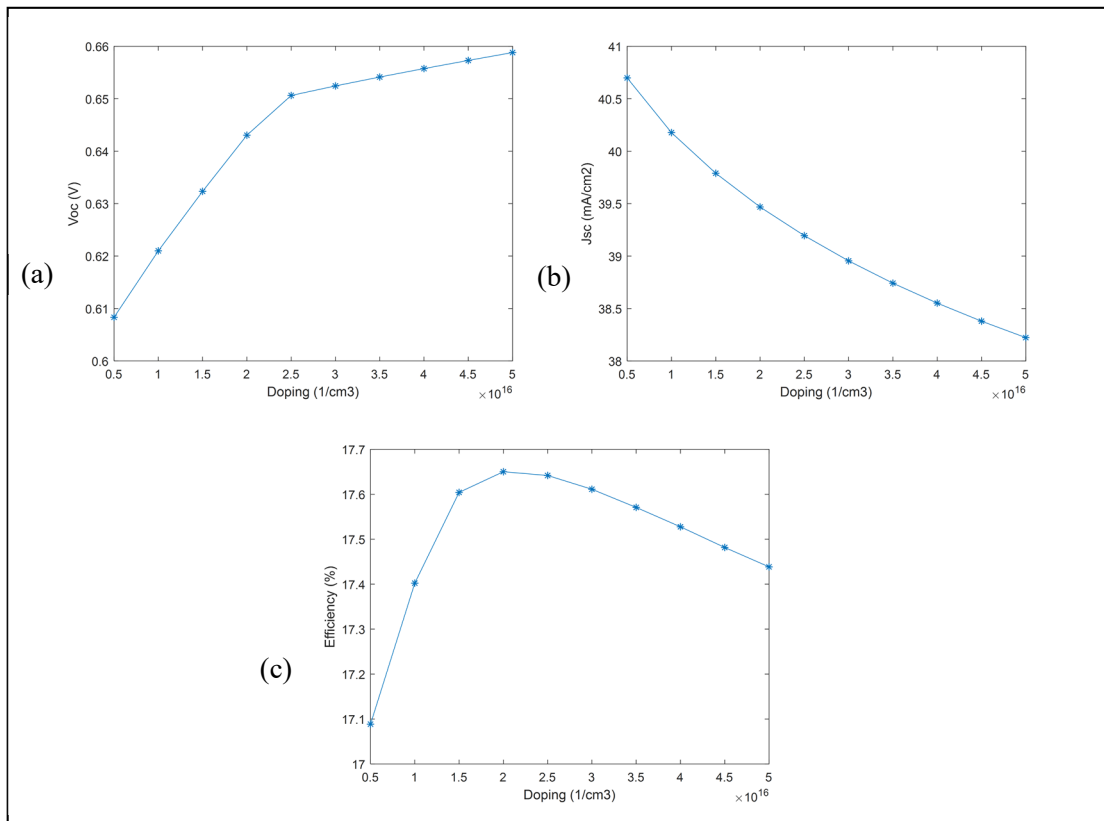 (a)
Voc (V)
0.66
0.65
0.64
0.63
0.62
0.61
0.6
0.5 1 1.5 2 2.5 3 3.5 4 4.5 5
Doping (1/cm3)
×10^16
(b)
Jsc (mA/cm2)
41
40.5
40
39.5
39
38.5
38
0.5 1 1.5 2 2.5 3 3.5 4 4.5 5
Doping (1/cm3)
×10^16
(c)
Efficiency (%)
17.7
17.6
17.5
17.4
17.3
17.2
17.1
17
0.5 1 1.5 2 2.5 3 3.5 4 4.5 5
Doping (1/cm3)
×10^16